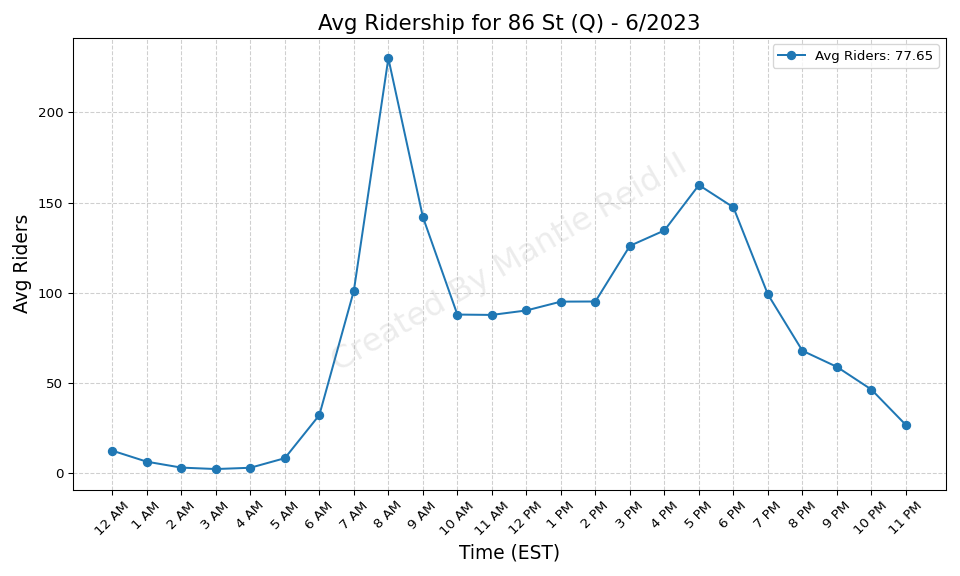 Avg Ridership for 86 St (Q) - 6/2023
Avg Riders: 77.65
Avg Riders
200
150
100
50
0
Created By Mantle Reid II
12 AM
1 AM
2 AM
3 AM
4 AM
5 AM
6 AM
7 AM
8 AM
9 AM
10 AM
11 AM
12 PM
1 PM
2 PM
3 PM
4 PM
5 PM
6 PM
7 PM
8 PM
9 PM
10 PM
11 PM
Time (EST)